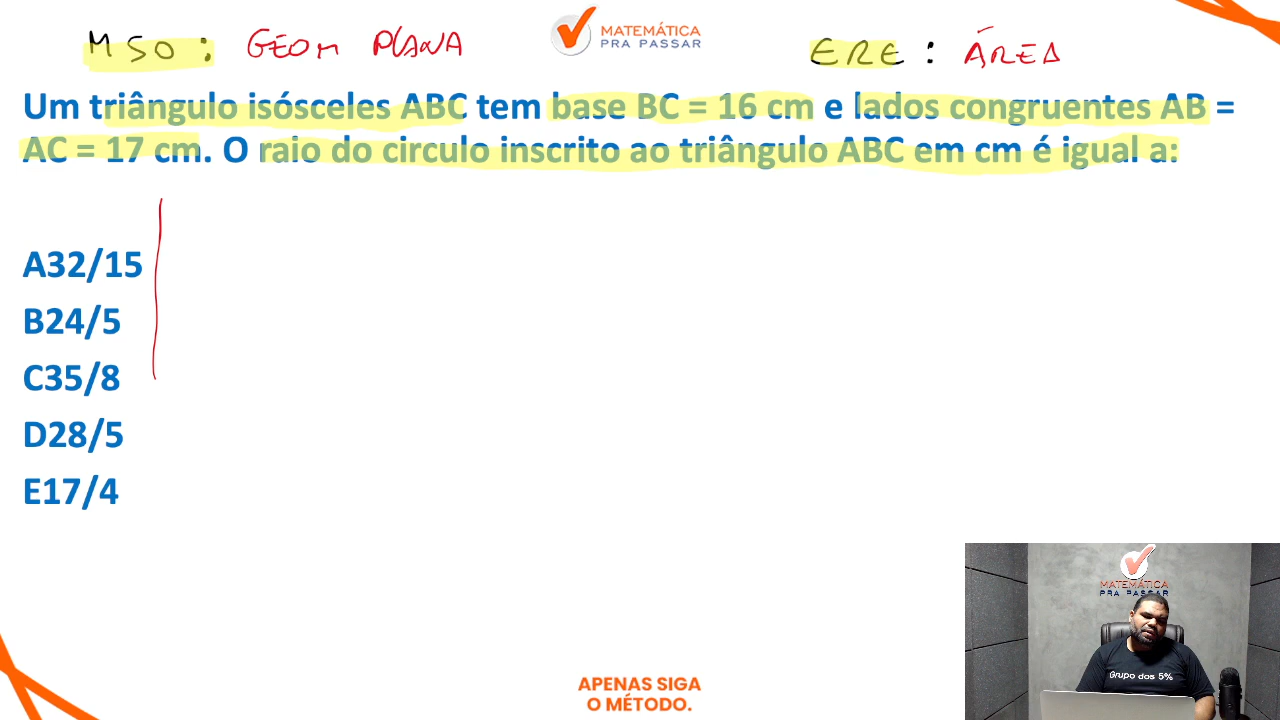 MSO: GEOM PLANA
MATEMÁTICA
PRA PASSAR
ERE: ÁREA
Um triângulo isósceles ABC tem base BC = 16 cm e lados congruentes AB =
AC = 17 cm. O raio do circulo inscrito ao triângulo ABC em cm é igual a:
A32/15
B24/5
C35/8
D28/5
E17/4
MATEMÁTICA
PRA PASSAR
Grupo dos 5%
APENAS SIGA
O MÉTODO.